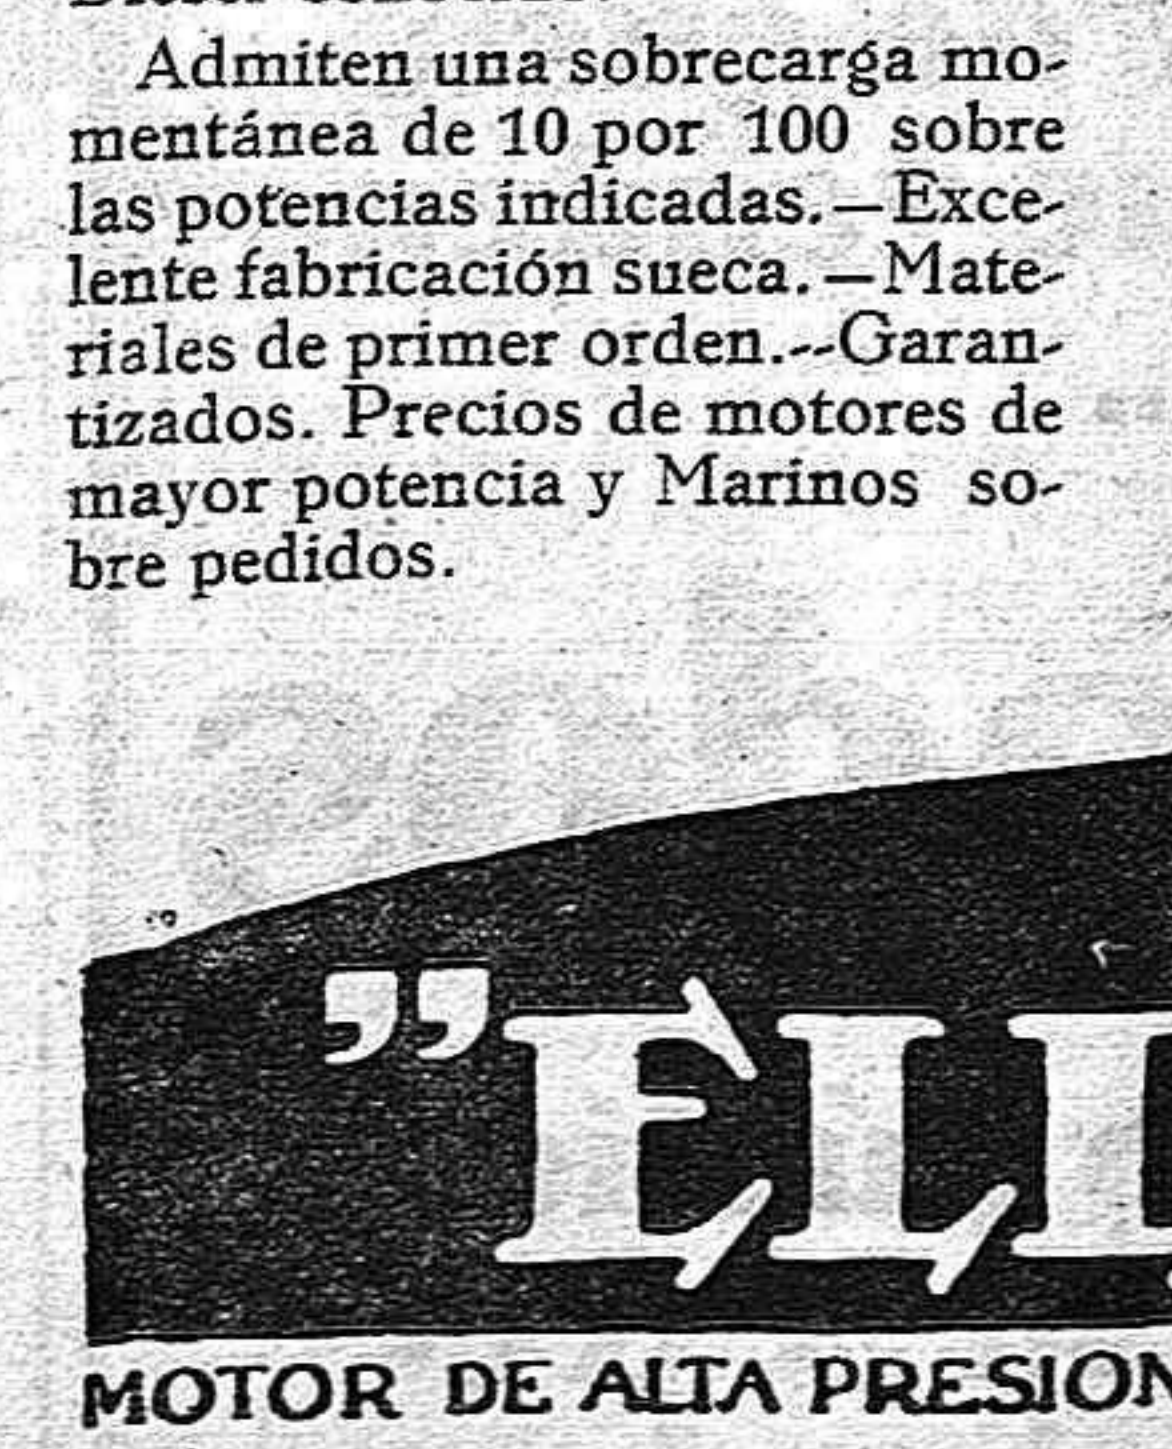 Admiten una sobrecarga mo-
mentánea de 10 por 100 sobre
las potencias indicadas.—Exce-
lente fabricación sueca.—Mate-
riales de primer orden.--Garan-
tizados. Precios de motores de
mayor potencia y Marinos so-
bre pedidos.
"ELL
MOTOR DE ALTA PRESION